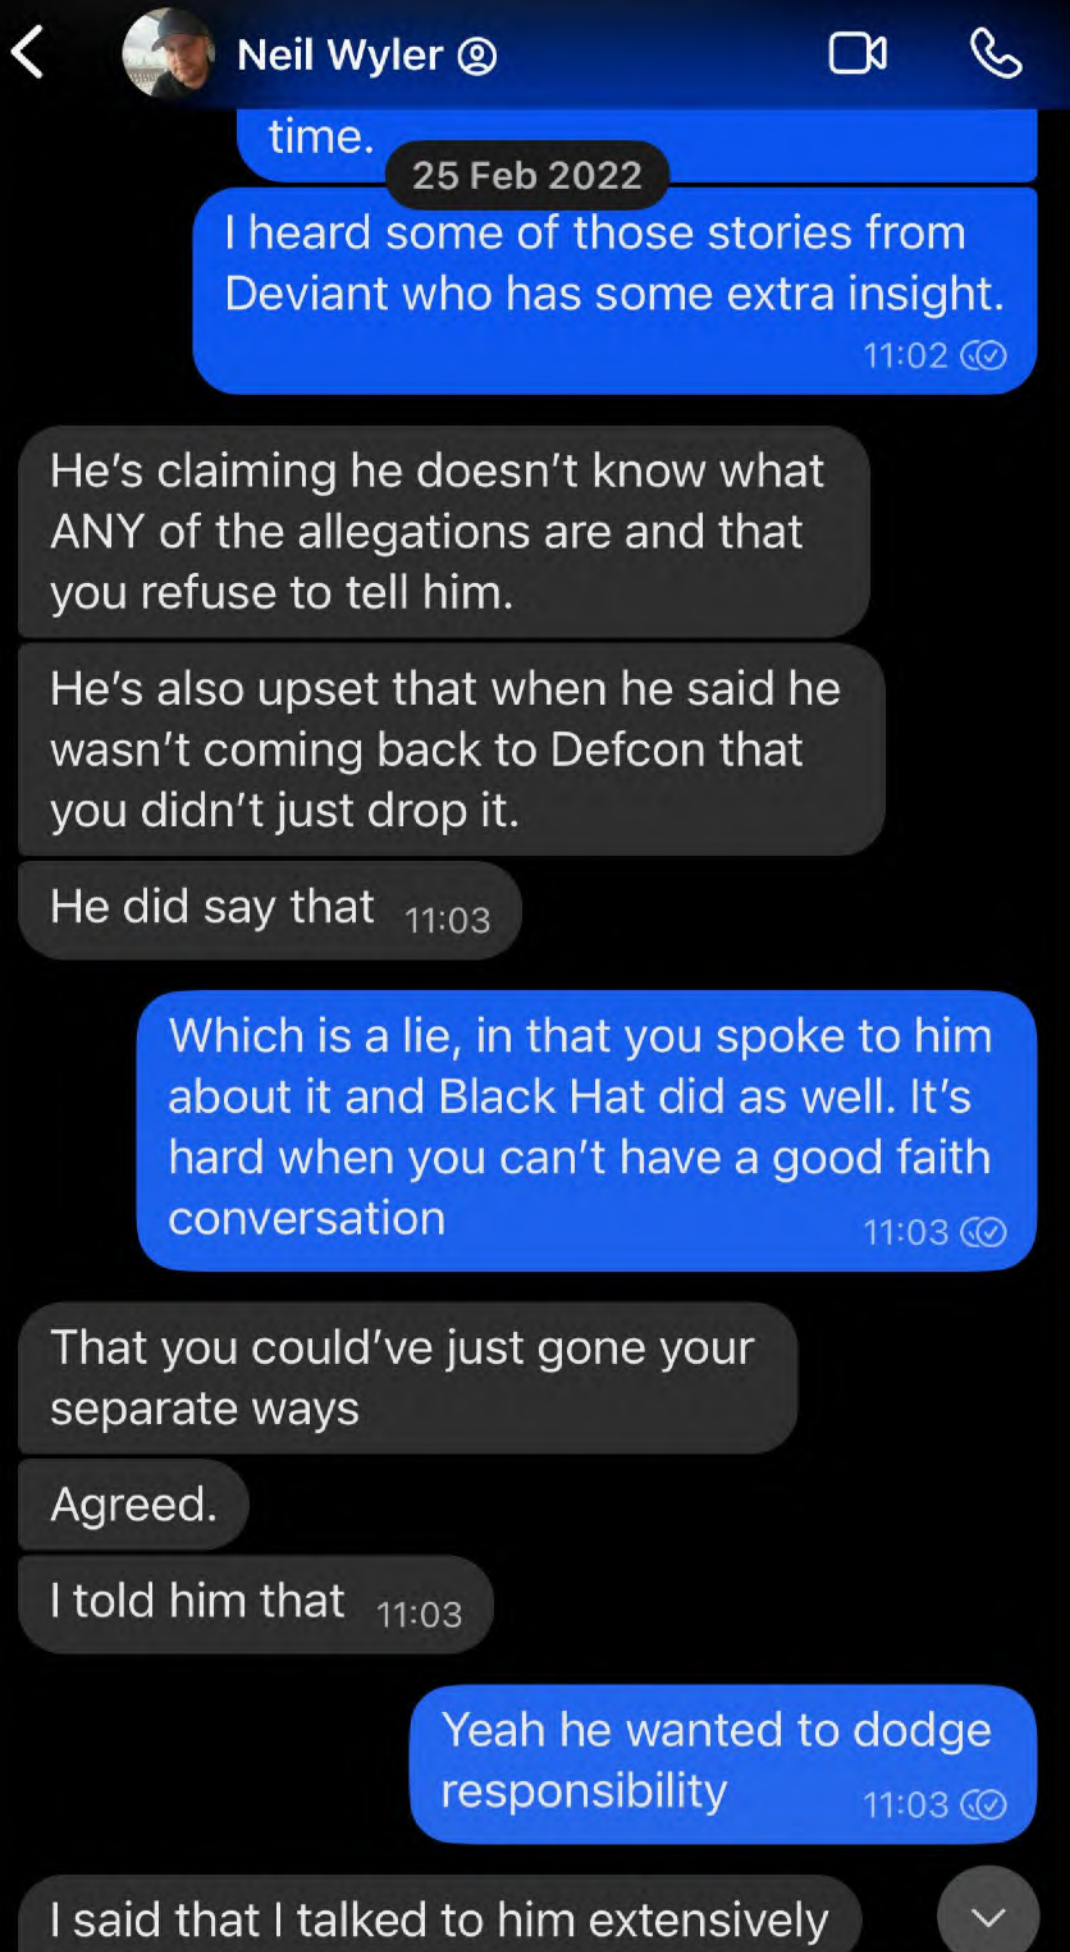 Neil Wyler
time.
25 Feb 2022
I heard some of those stories from
Deviant who has some extra insight.
11:02
He's claiming he doesn't know what
ANY of the allegations are and that
you refuse to tell him.
He's also upset that when he said he
wasn't coming back to Defcon that
you didn't just drop it.
He did say that 11:03
Which is a lie, in that you spoke to him
about it and Black Hat did as well. It's
hard when you can't have a good faith
conversation 11:03
That you could've just gone your
separate ways
Agreed.
I told him that 11:03
Yeah he wanted to dodge
responsibility 11:03
I said that I talked to him extensively